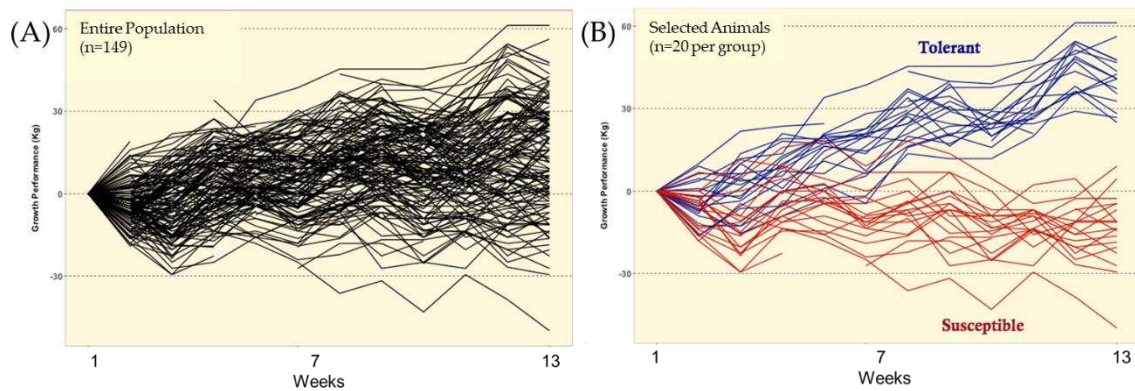 (A)
Entire Population
(n=149)
Growth Performance (Kg)
60
30
0
-30
1
7
13
Weeks
(B)
Selected Animals
(n=20 per group)
Tolerant
Susceptible
Growth Performance (Kg)
60
30
0
-30
1
7
13
Weeks